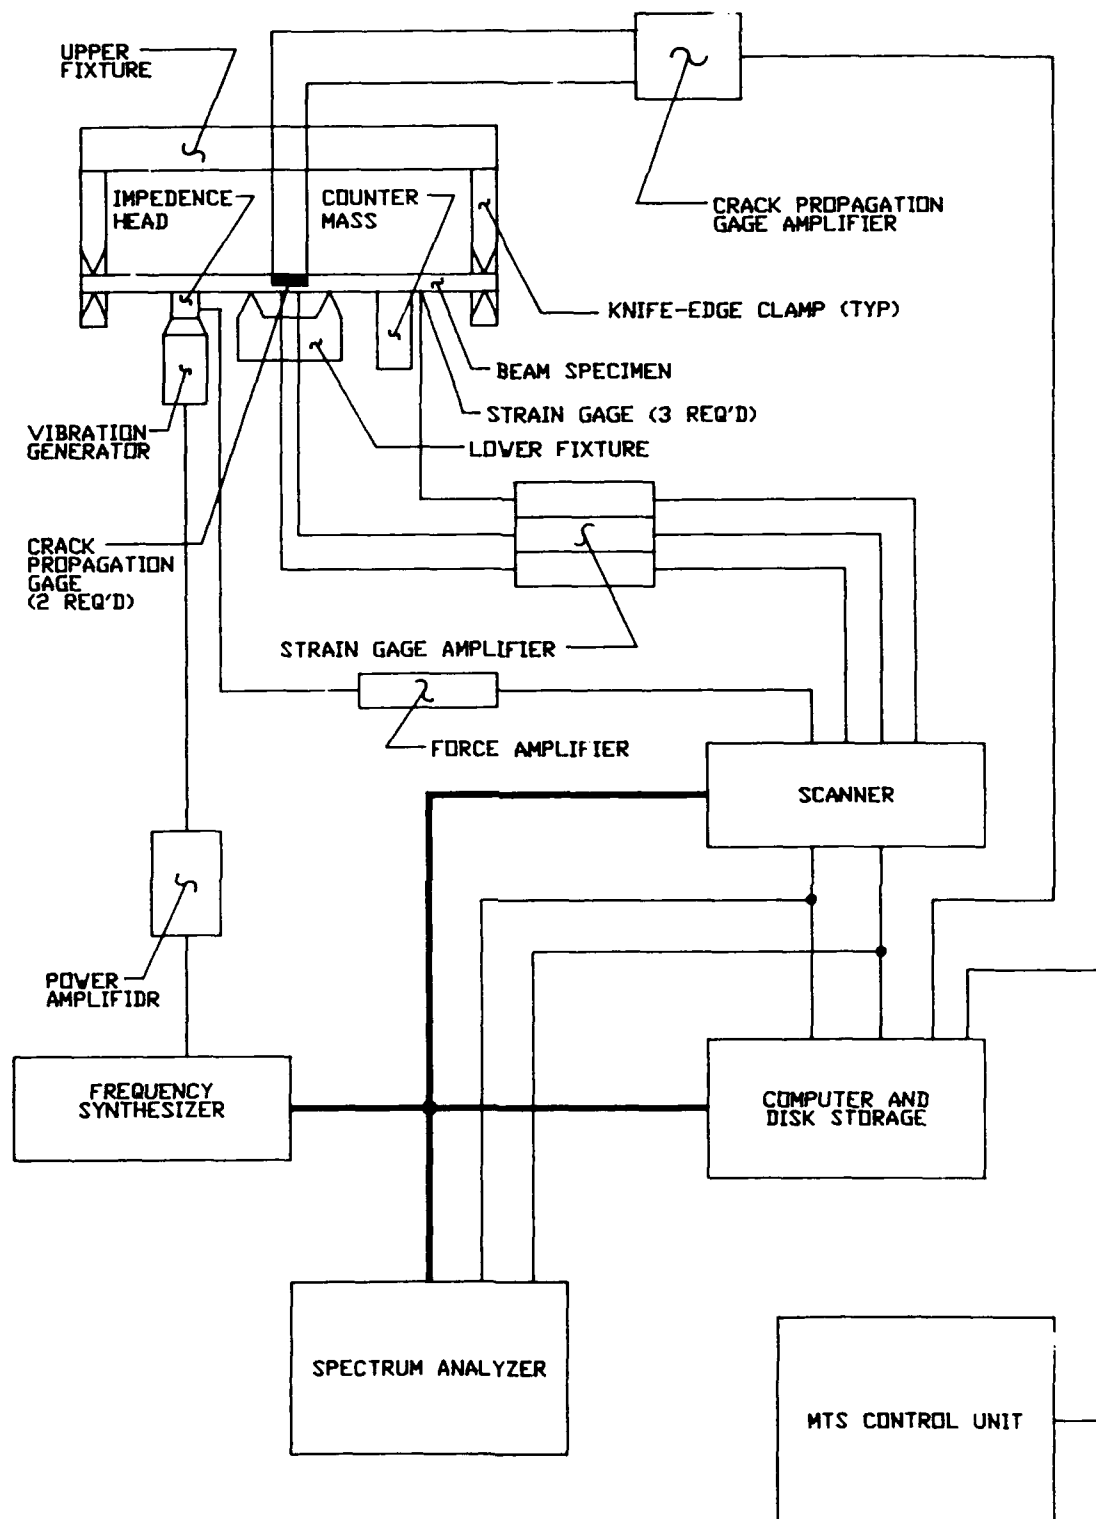 UPPER
FIXTURE
IMPEDENCE
HEAD
COUNTER
MASS
CRACK PROPAGATION
GAGE AMPLIFIER
KNIFE-EDGE CLAMP (TYP)
BEAM SPECIMEN
STRAIN GAGE (3 REQ'D)
LOWER FIXTURE
VIBRATION
GENERATOR
CRACK
PROPAGATION
GAGE
(2 REQ'D)
STRAIN GAGE AMPLIFIER
FORCE AMPLIFIER
SCANNER
POWER
AMPLIFIDR
FREQUENCY
SYNTHESIZER
COMPUTER AND
DISK STORAGE
SPECTRUM ANALYZER
MTS CONTROL UNIT